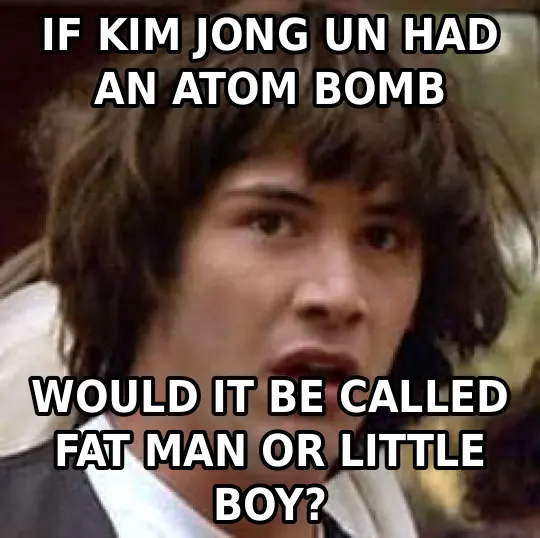 IF KIM JONG UN HAD
AN ATOM BOMB
WOULD IT BE CALLED
FAT MAN OR LITTLE
BOY?